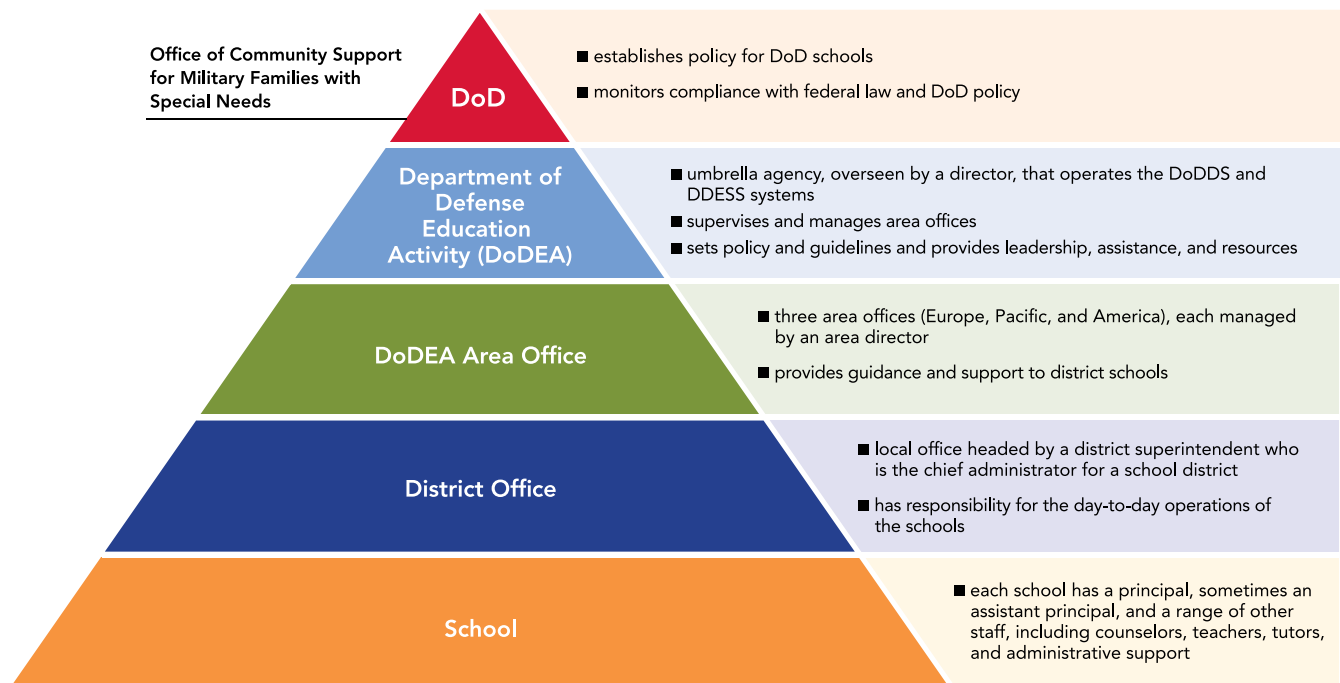 Office of Community Support
for Military Families with
Special Needs
DoD
■ establishes policy for DoD schools
■ monitors compliance with federal law and DoD policy
Department of
Defense
Education
Activity (DoDEA)
■ umbrella agency, overseen by a director, that operates the DoDDS and
DDESS systems
■ supervises and manages area offices
■ sets policy and guidelines and provides leadership, assistance, and resources
DoDEA Area Office
■ three area offices (Europe, Pacific, and America), each managed
by an area director
■ provides guidance and support to district schools
District Office
■ local office headed by a district superintendent who
is the chief administrator for a school district
■ has responsibility for the day-to-day operations of
the schools
School
■ each school has a principal, sometimes an
assistant principal, and a range of other
staff, including counselors, teachers, tutors,
and administrative support